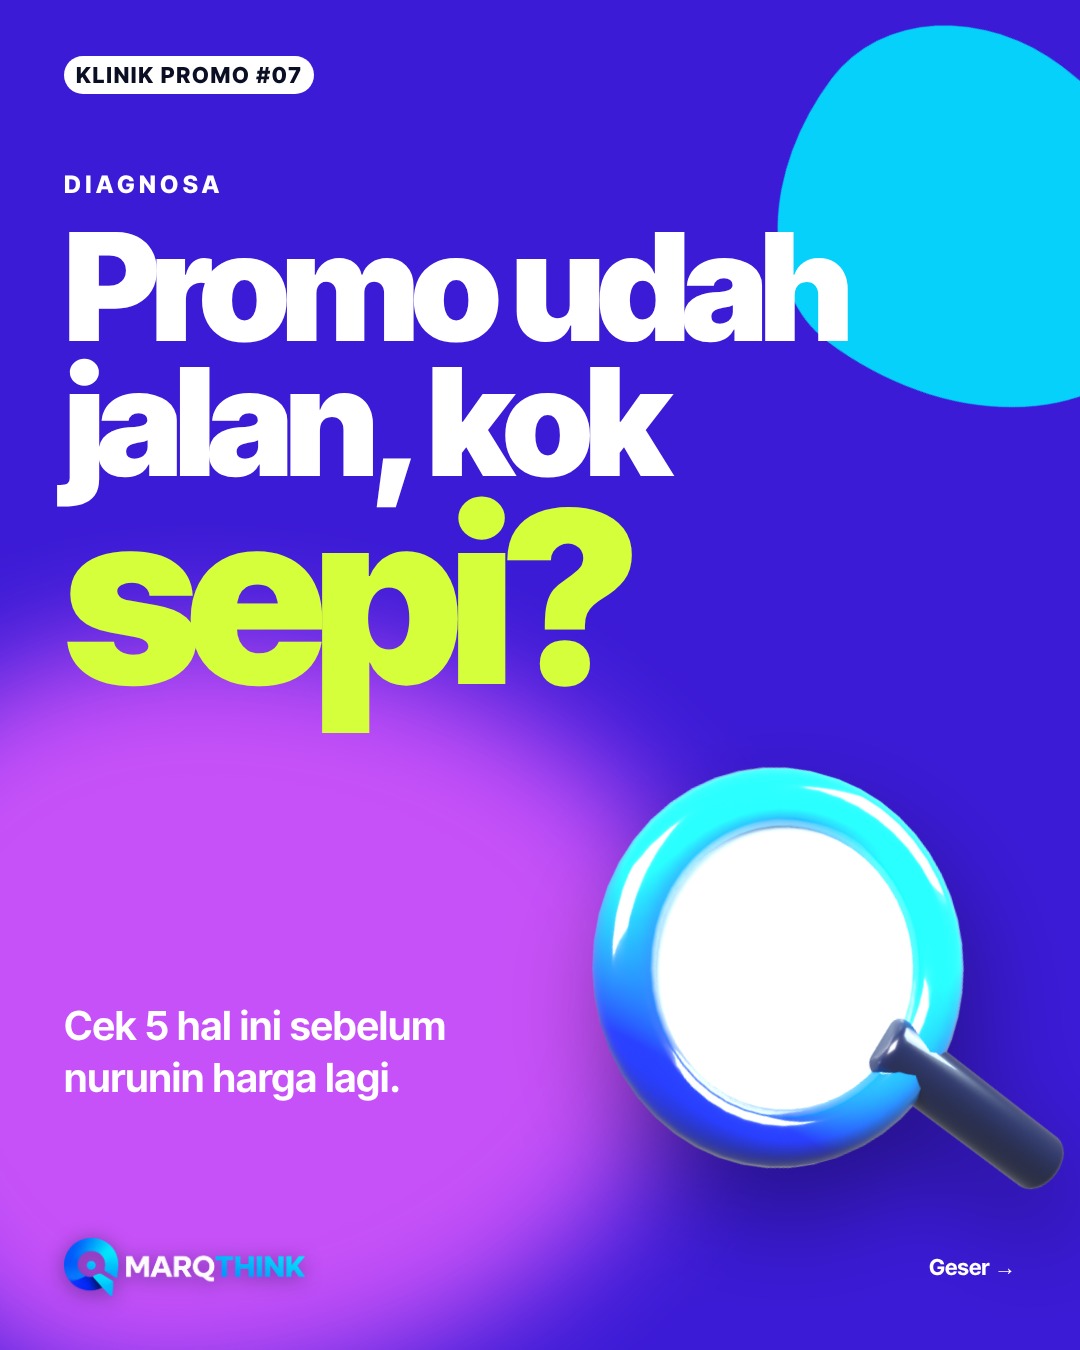 KLINIK PROMO #07
DIAGNOSA
Promo udah
jalan, kok
sepi?
Cek 5 hal ini sebelum
nurunin harga lagi.
MARQTHINK
Geser →